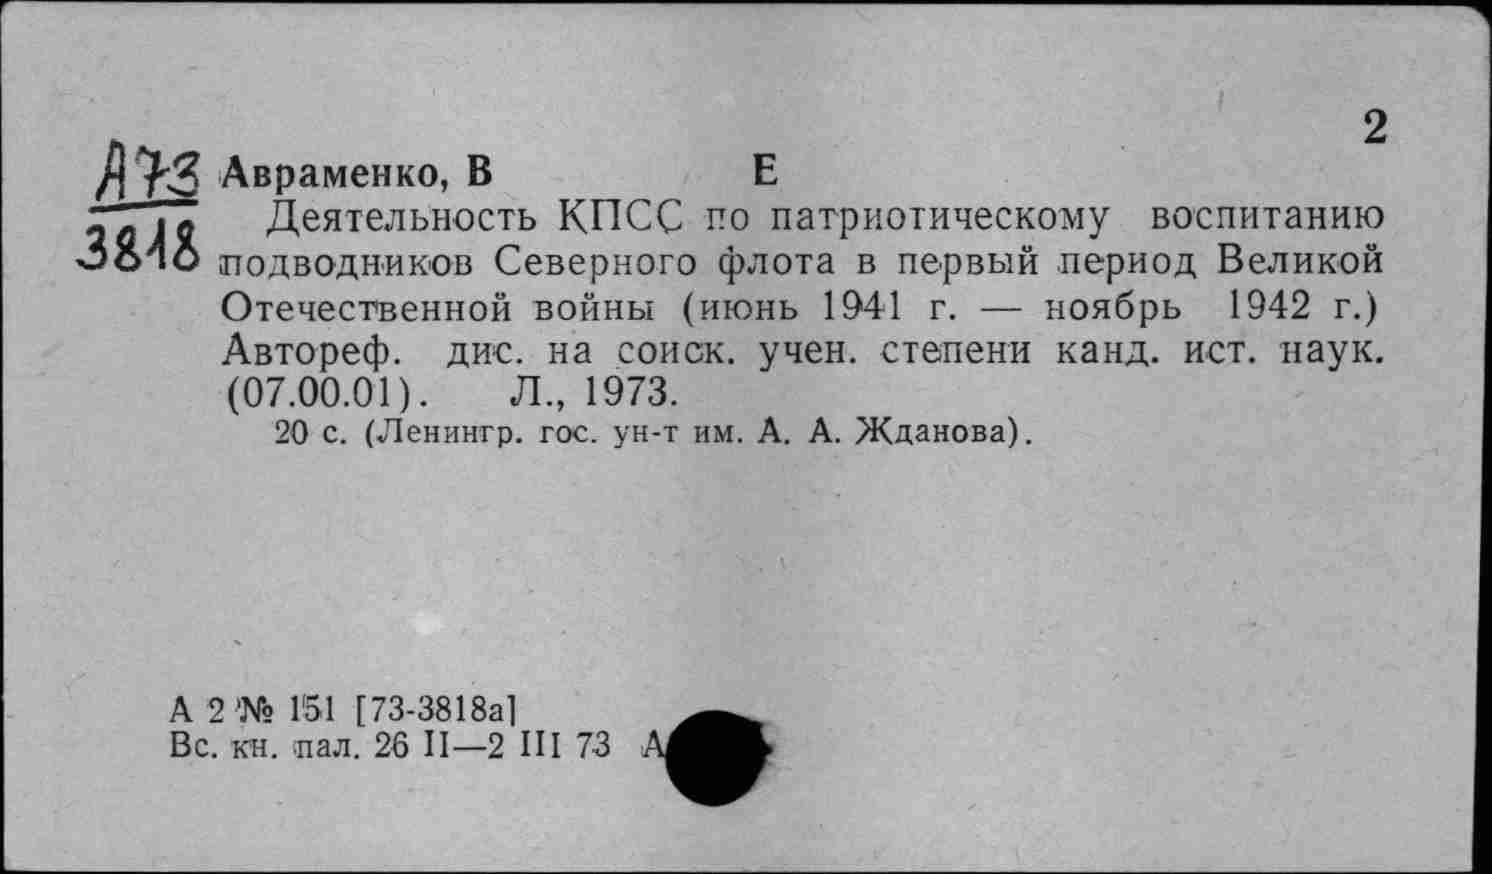 2
А73 Авраменко, В Е
3818 Деятельность КПСС по патриотическому воспитанию
подводников Северного флота в первый период Великой
Отечественной войны (июнь 1941 г. — ноябрь 1942 г.)
Автореф. дис. на соиск. учен. степени канд. ист. наук.
(07.00.01). Л., 1973.
20 с. (Ленингр. гос. ун-т им. А. А. Жданова).
А 2 № 151 [73-3818а]
Вс. кн. пал. 26 II—2 III 73 А